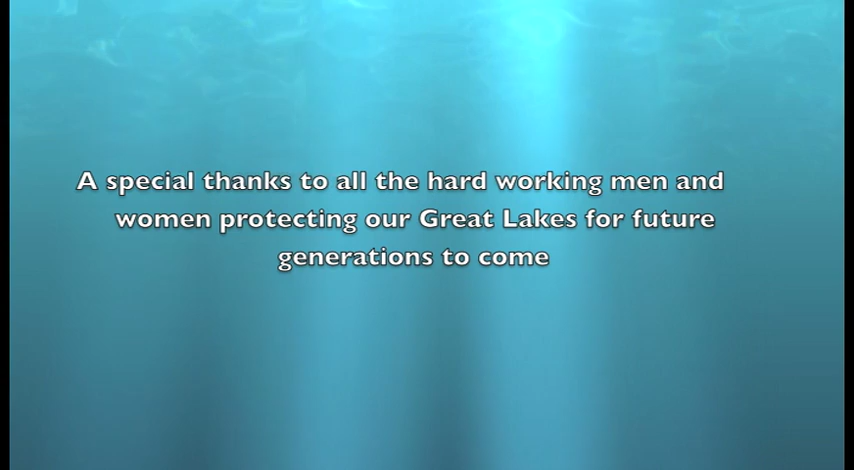 A special thanks to all the hard working men and
women protecting our Great Lakes for future
generations to come